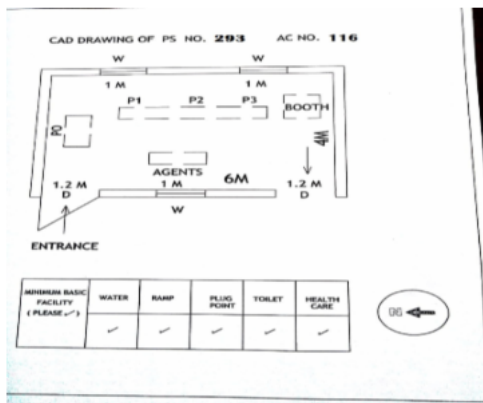 CAD DRAWING OF PS NO. 293 AC NO. 116
W W
1 M 1 M
P1 P2 P3
BOOTH
PO
4M
AGENTS
6M
1.2 M 1 M 1.2 M
D D
W
ENTRANCE
MINIMUM BASIC FACILITY ( PLEASE ✓ ) WATER RAMP PLUG POINT TOILET HEALTH CARE
✓ ✓ ✓ ✓ ✓